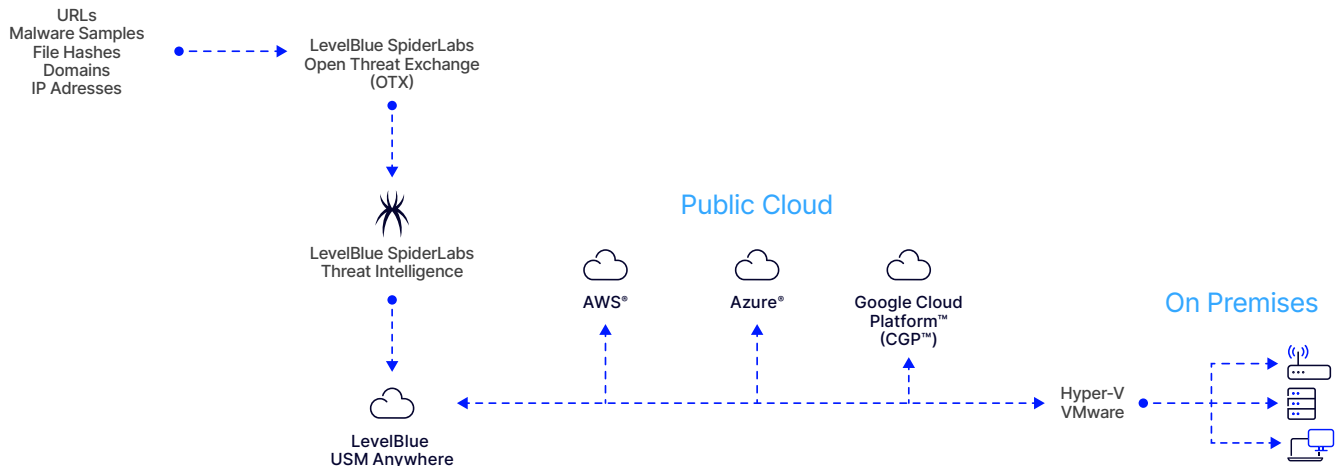 URLs
Malware Samples
File Hashes
Domains
IP Adresses
LevelBlue SpiderLabs
Open Threat Exchange
(OTX)
LevelBlue SpiderLabs
Threat Intelligence
LevelBlue
USM Anywhere
Public Cloud
AWS®
Azure®
Google Cloud
Platform™
(CGP™)
On Premises
Hyper-V
VMware